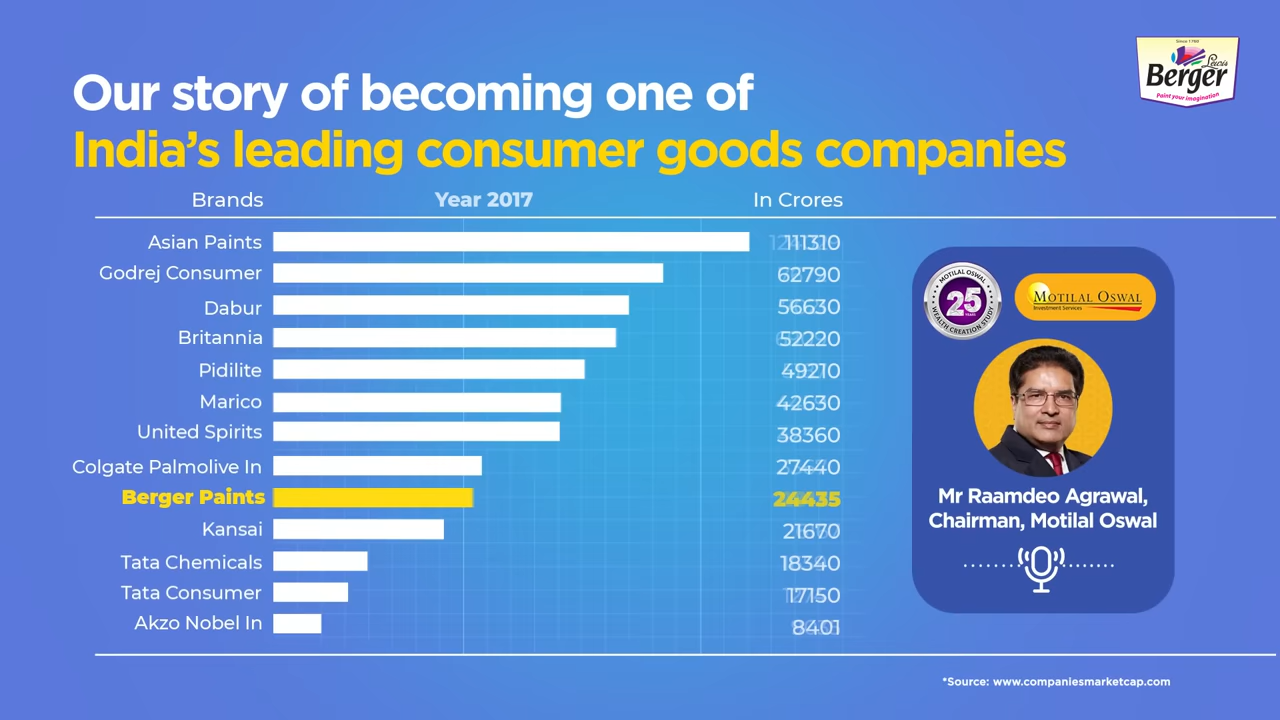 Our story of becoming one of
India's leading consumer goods companies
Since 1760
Lewis
Berger
Paint your imagination
Brands Year 2017 In Crores
Asian Paints 111310
Godrej Consumer 62790
Dabur 56630
Britannia 52220
Pidilite 49210
Marico 42630
United Spirits 38360
Colgate Palmolive In 27440
Berger Paints 24435
Kansai 21670
Tata Chemicals 18340
Tata Consumer 17150
Akzo Nobel In 8401
MOTILAL OSWAL
25
YEARS
WEALTH CREATION STUDY
MOTILAL OSWAL
Investment Services
Mr Raamdeo Agrawal,
Chairman, Motilal Oswal
*Source: www.companiesmarketcap.com